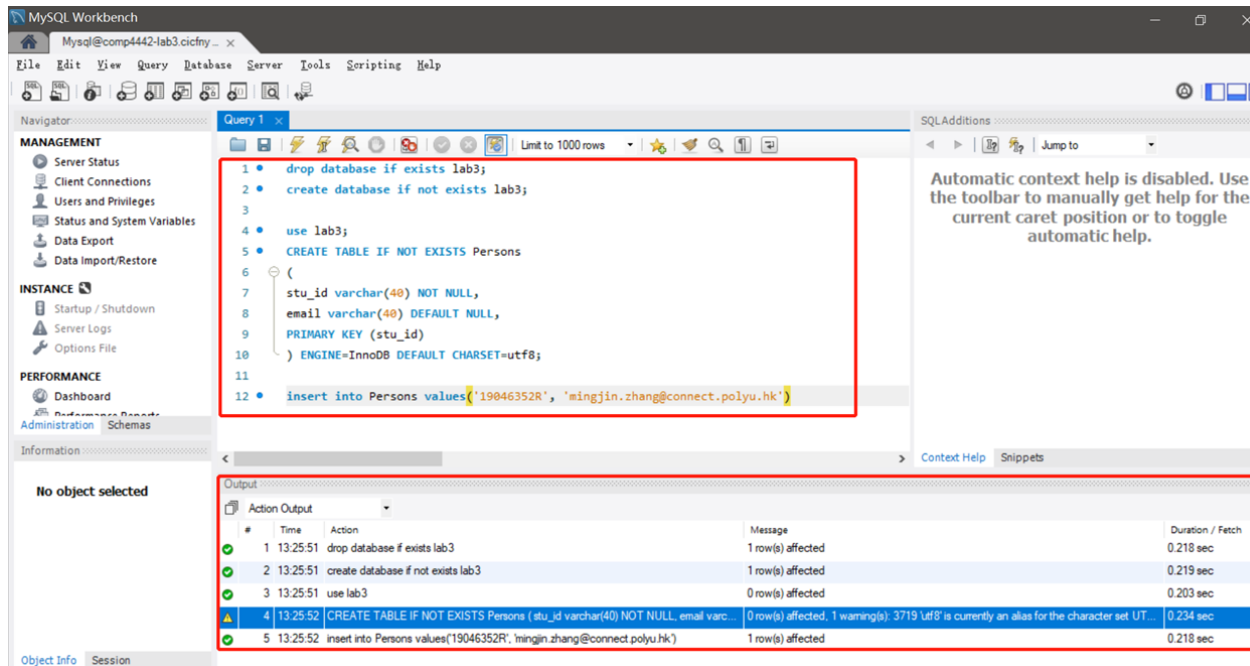 MySQL Workbench
Mysql@comp4442-lab3.cicfny...
File Edit View Query Database Server Tools Scripting Help
Navigator
MANAGEMENT
Server Status
Client Connections
Users and Privileges
Status and System Variables
Data Export
Data Import/Restore
INSTANCE
Startup / Shutdown
Server Logs
Options File
PERFORMANCE
Dashboard
Performance Reports
Administration Schemas
Information
No object selected
Object Info Session
Query 1
Limit to 1000 rows
1 drop database if exists lab3;
2 create database if not exists lab3;
3
4 use lab3;
5 CREATE TABLE IF NOT EXISTS Persons
6 (
7 stu_id varchar(40) NOT NULL,
8 email varchar(40) DEFAULT NULL,
9 PRIMARY KEY (stu_id)
10 ) ENGINE=InnoDB DEFAULT CHARSET=utf8;
11
12 insert into Persons values('19046352R', 'mingjin.zhang@connect.polyu.hk')
SQLAdditions
Jump to
Automatic context help is disabled. Use
the toolbar to manually get help for the
current caret position or to toggle
automatic help.
Context Help Snippets
Output
Action Output
# Time Action Message Duration / Fetch
1 13:25:51 drop database if exists lab3 1 row(s) affected 0.218 sec
2 13:25:51 create database if not exists lab3 1 row(s) affected 0.219 sec
3 13:25:51 use lab3 0 row(s) affected 0.203 sec
4 13:25:52 CREATE TABLE IF NOT EXISTS Persons ( stu_id varchar(40) NOT NULL, email varc... 0 row(s) affected, 1 warning(s): 3719 'utf8' is currently an alias for the character set UT... 0.234 sec
5 13:25:52 insert into Persons values('19046352R', 'mingjin.zhang@connect.polyu.hk') 1 row(s) affected 0.218 sec